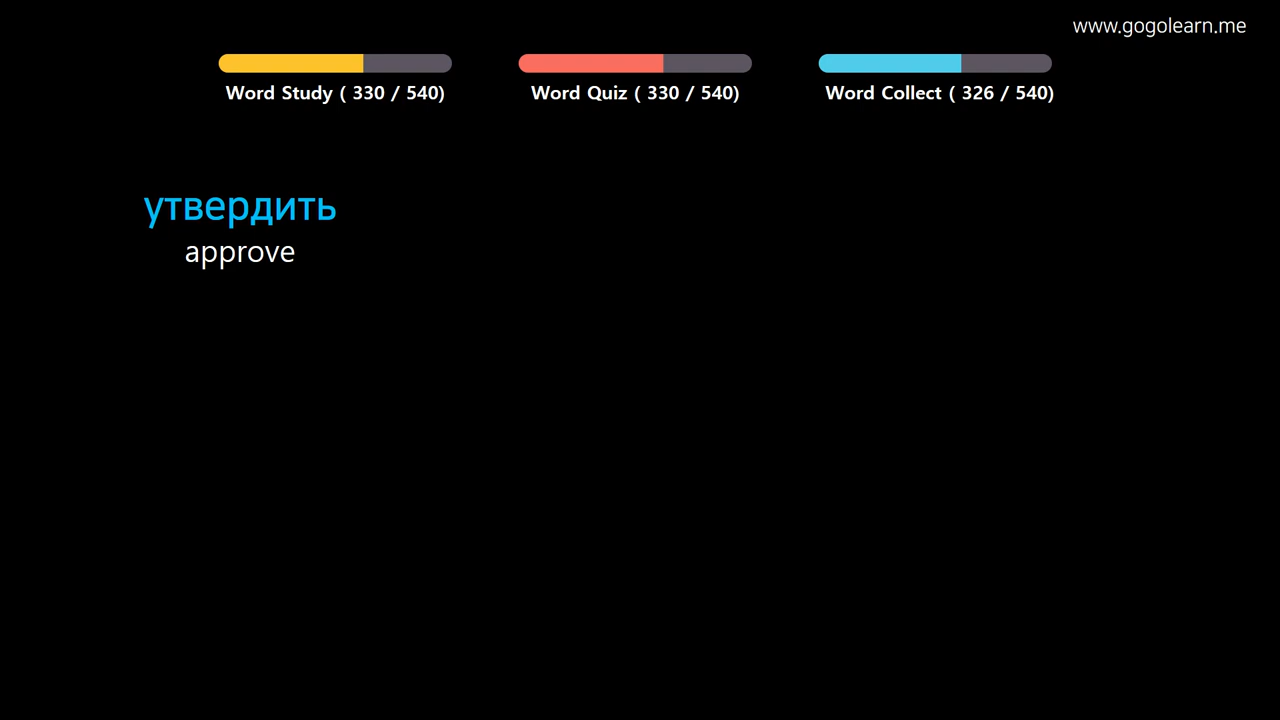 www.gogolearn.me
Word Study ( 330 / 540)
Word Quiz ( 330 / 540)
Word Collect ( 326 / 540)
утвердить
approve